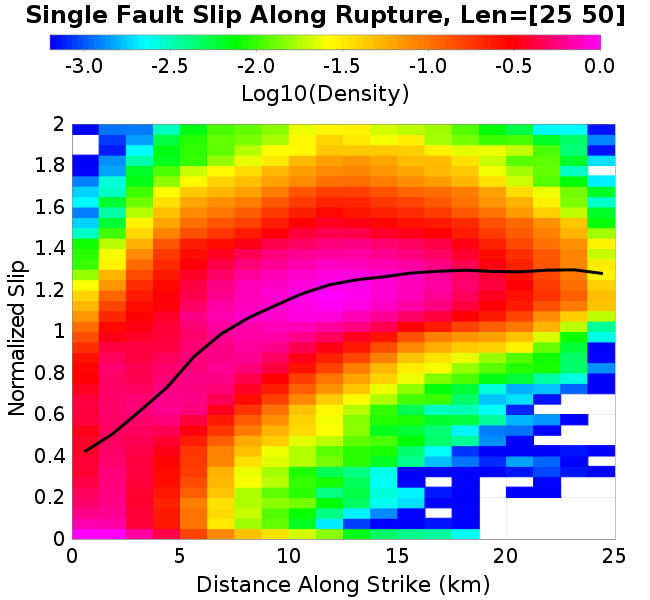 Single Fault Slip Along Rupture, Len=[25 50]
-3.0 -2.5 -2.0 -1.5 -1.0 -0.5 0.0
Log10(Density)
2
1.8
1.6
1.4
1.2
1
0.8
0.6
0.4
0.2
0
Normalized Slip
0 5 10 15 20 25
Distance Along Strike (km)